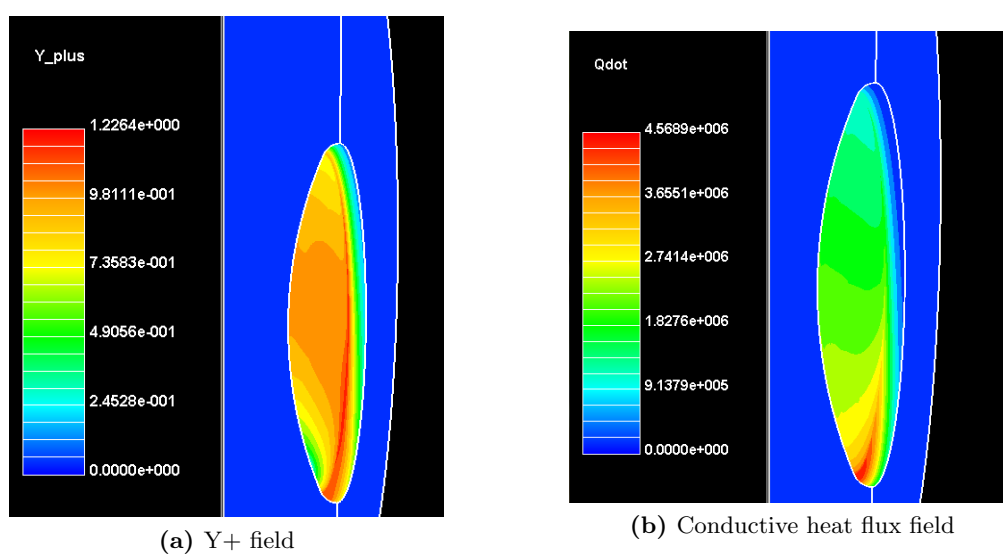 Y_plus
1.2264e+000
9.8111e-001
7.3583e-001
4.9056e-001
2.4528e-001
0.0000e+000
(a) Y+ field
Qdot
4.5689e+006
3.6551e+006
2.7414e+006
1.8276e+006
9.1379e+005
0.0000e+000
(b) Conductive heat flux field